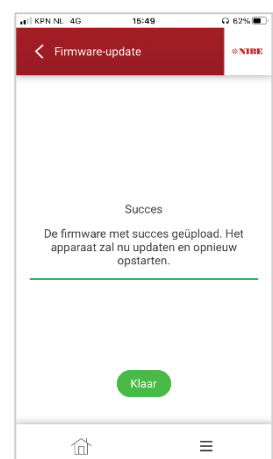 KPN NL 4G 15:49 62%
Firmware-update
NIBE
Succes
De firmware met succes geüpload. Het
apparaat zal nu updaten en opnieuw
opstarten.
Klaar